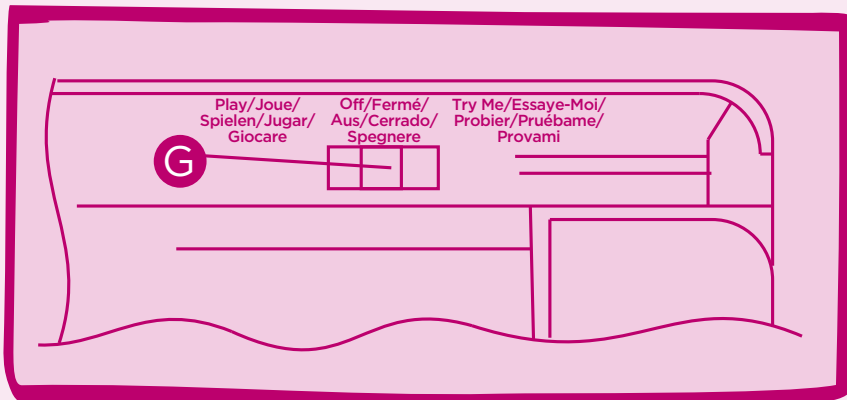 Play/Joue/
Spielen/Jugar/
Giocare
Off/Fermé/
Aus/Cerrado/
Spegnere
Try Me/Essaye-Moi/
Probier/Pruébame/
Provami
G